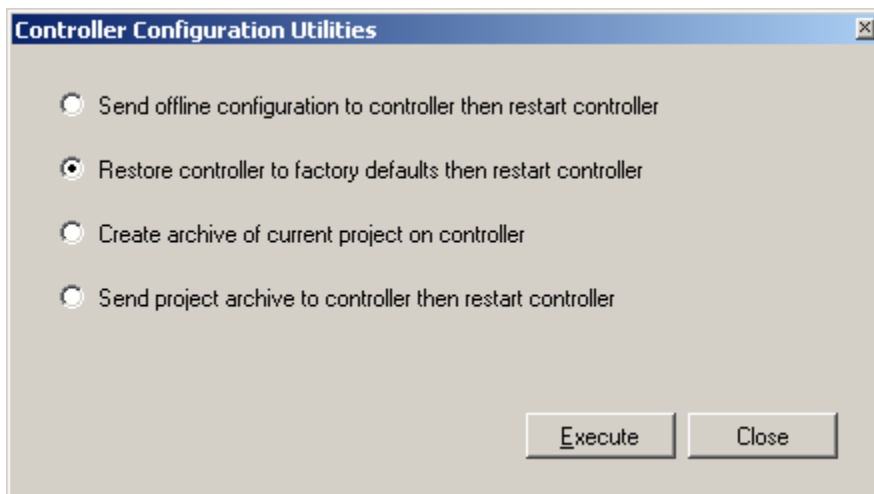 Controller Configuration Utilities
Send offline configuration to controller then restart controller
Restore controller to factory defaults then restart controller
Create archive of current project on controller
Send project archive to controller then restart controller
Execute Close